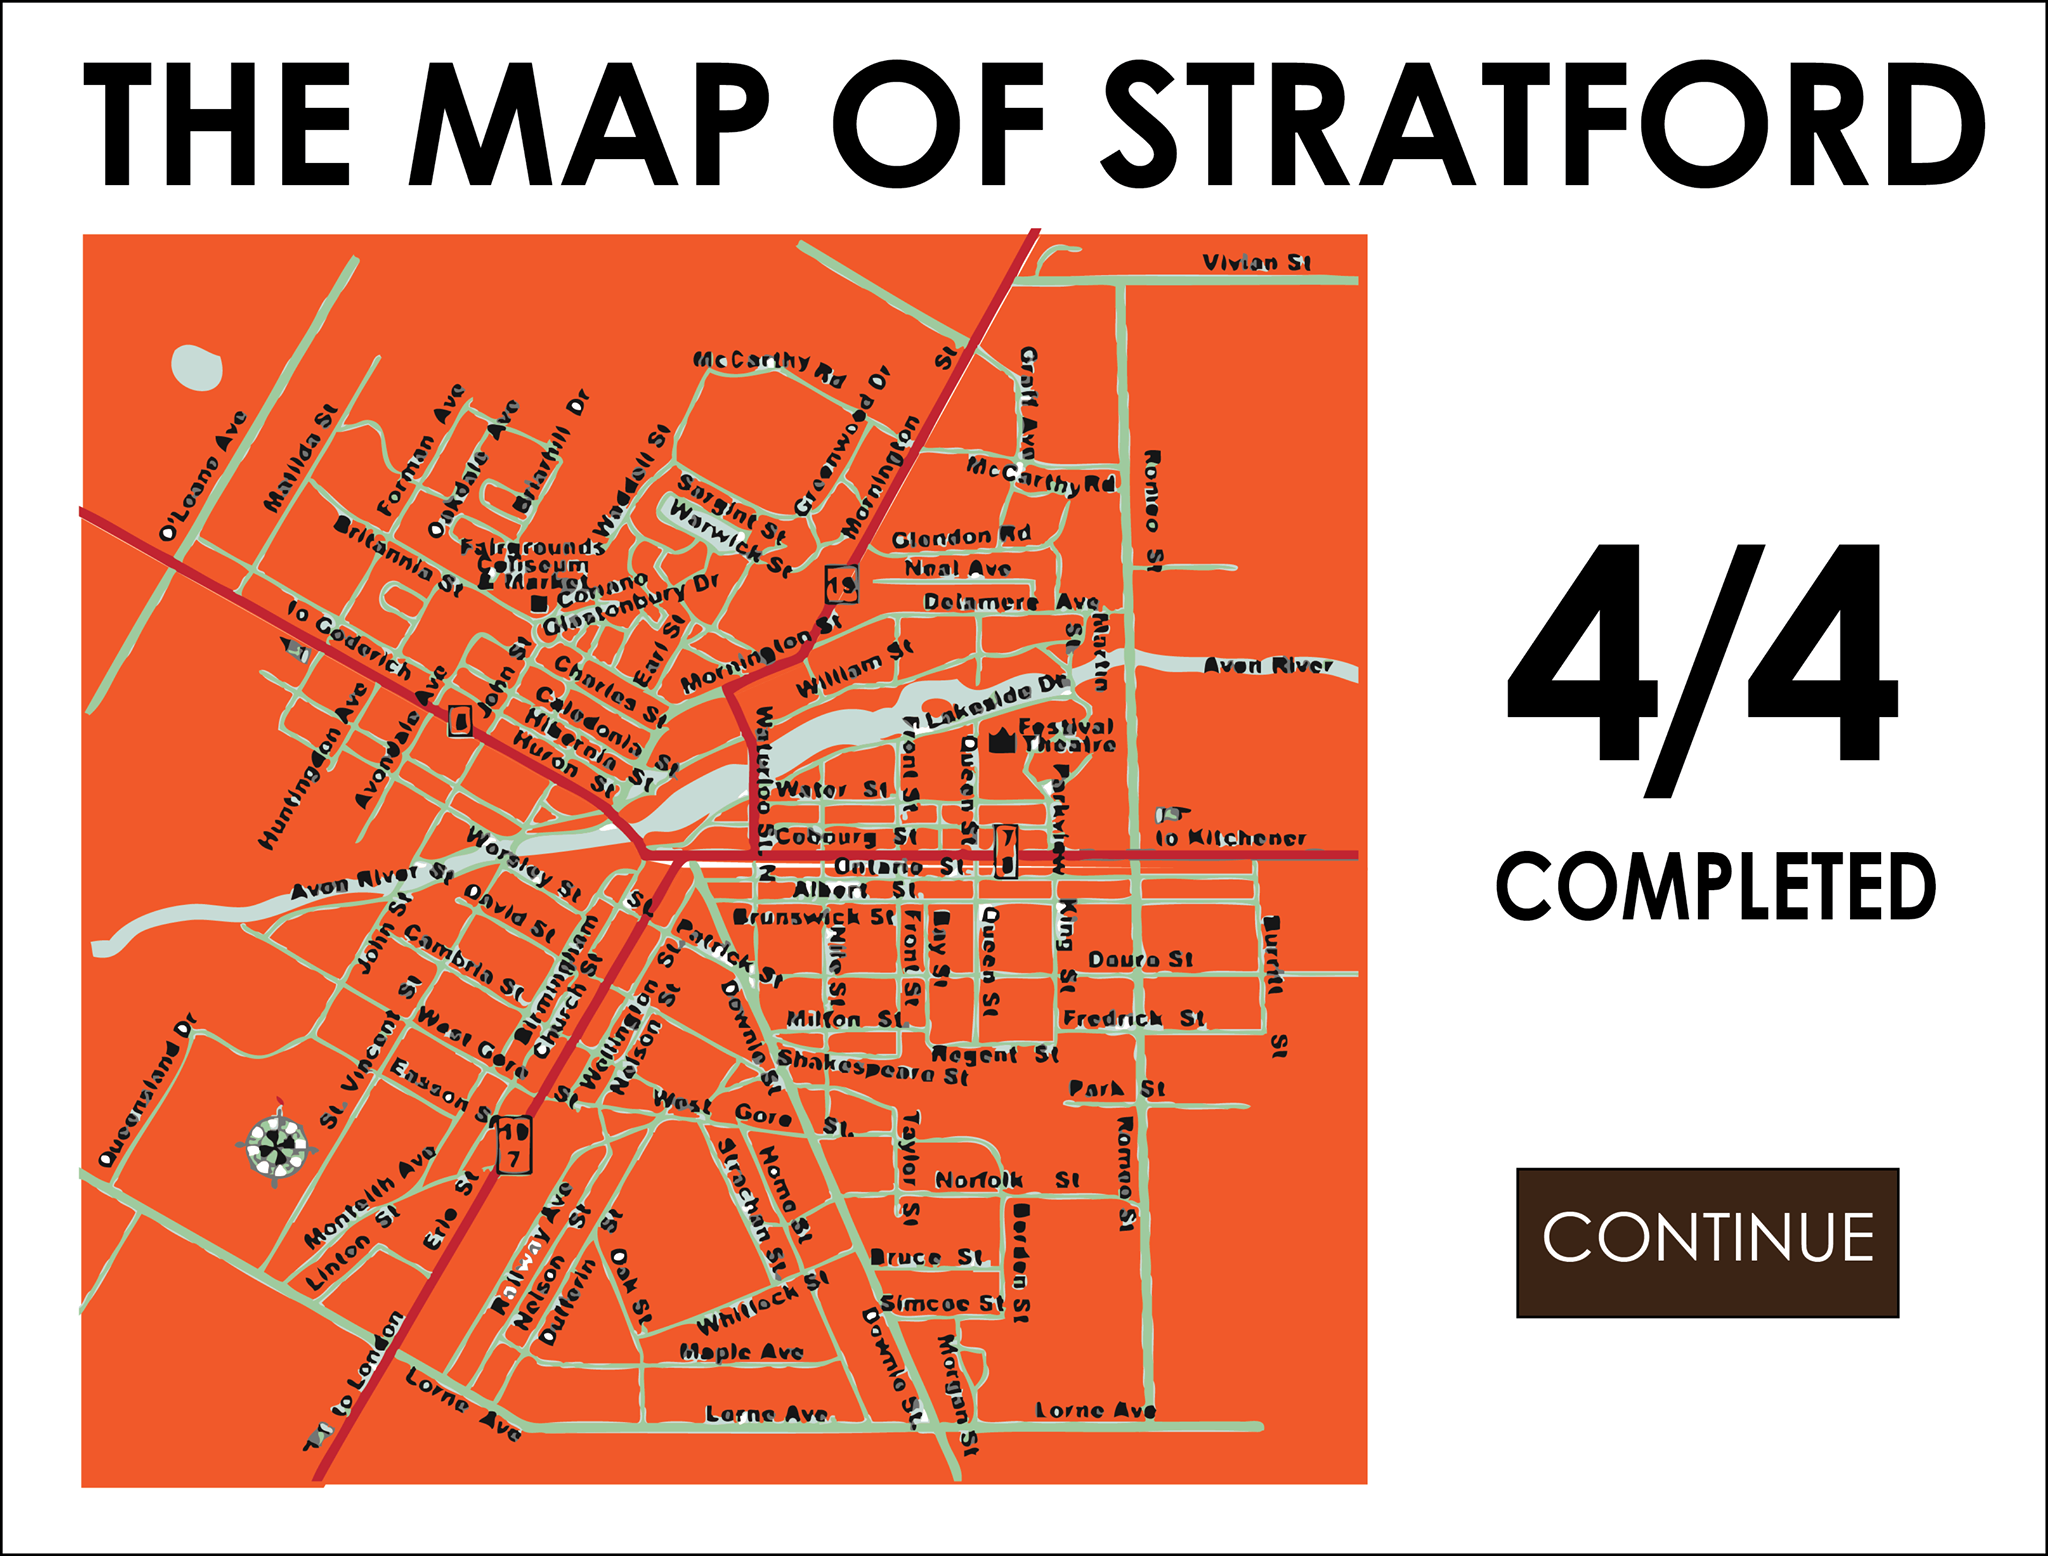 THE MAP OF STRATFORD
Vivian St
McCarthy Rd
St
Graff Ave
Greenwood Dr
O'Loane Ave
Matilda St
Forman Ave
Oakdale Ave
Briarhill Dr
Waddell St
Mornington
McCarthy Rd
Romeo St
Sargint St
Warwick St
Britannia St
Fairgrounds
Coliseum
& Market
Glendon Rd
Neal Ave
19
Coriano
Glastonbury Dr
Delamere Ave
to Goderich
John St
Earl St
Mornington St
William St
St
Martin
Avon River
Charles St
Caledonia St
Hibernia St
Huron St
8
Huntingdon Ave
Avondale Ave
Waterloo St. N
Lakeside Dr
Festival
Theatre
Front St
Queen St
Parkview
Water St
Cobourg St
7
8
to Kitchener
Ontario St
Albert St
Brunswick St
Worsley St
Avon River
St
David St
John St
Cambria St
Birmingham
Church St
St
Patrick St
Nile St
Front St
Bay St
Queen St
King St
Douro St
Burritt St
Downie St
Wellington St
Nelson St
St. Vincent St
West Gore St
Easson St
Milton St
Fredrick St
Shakespeare St
Regent St
Park St
Queensland Dr
West Gore St.
10
7
Taylor St
Romeo St
Monteith Ave
Linton St
Erie St
Strachan St
Home St
Norfolk St
Railway Ave
Nelson St
Dufferin St
Oak St
Borden St
Bruce St
Simcoe St
Whitlock St
Maple Ave
Downie St.
Morgan St
to London
Lorne Ave
Lorne Ave
Lorne Ave
4/4
COMPLETED
CONTINUE